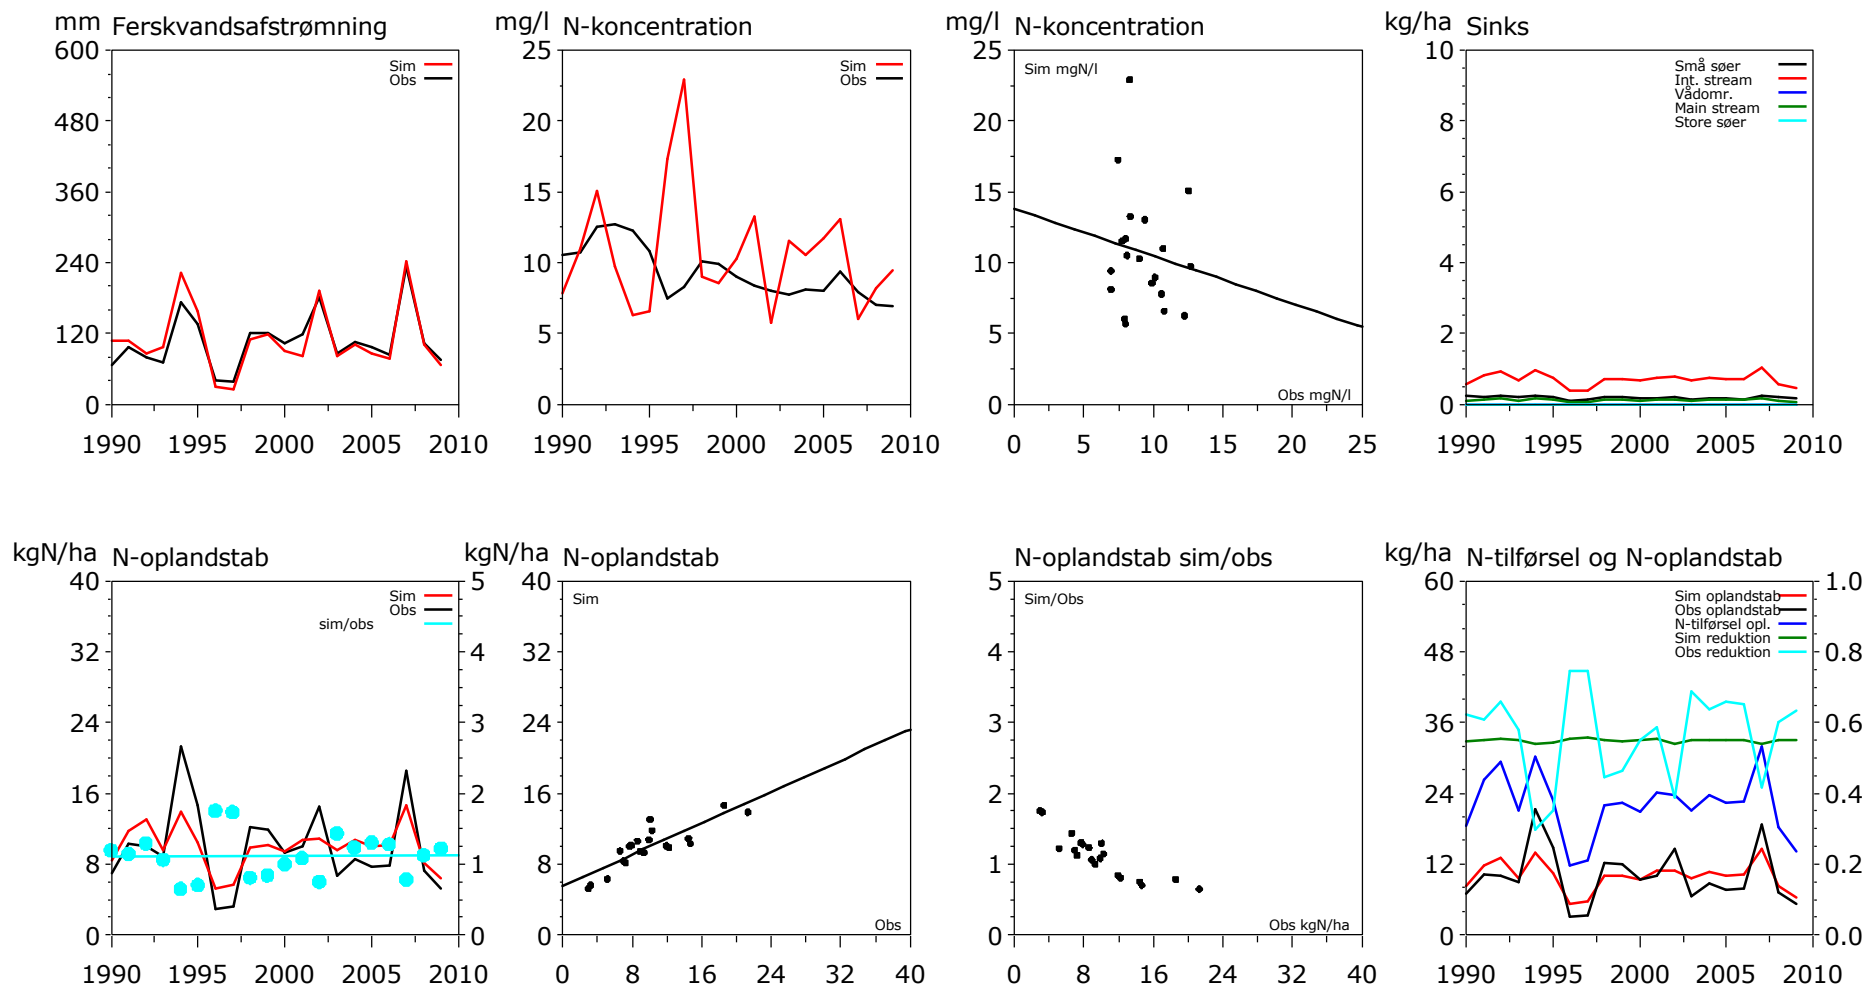 mm Ferskvandsafstrømning
600
480
360
240
120
0
1990 1995 2000 2005 2010
Sim
Obs
mg/l N-koncentration
25
20
15
10
5
0
1990 1995 2000 2005 2010
Sim
Obs
mg/l N-koncentration
25
20
15
10
5
0
0 5 10 15 20 25
Sim mgN/l
Obs mgN/l
kg/ha Sinks
10
8
6
4
2
0
1990 1995 2000 2005 2010
Små søer
Int. stream
Vådomr.
Main stream
Store søer
kgN/ha N-oplandstab
40
32
24
16
8
0
5
4
3
2
1
0
1990 1995 2000 2005 2010
Sim
Obs
sim/obs
kgN/ha N-oplandstab
40
32
24
16
8
0
0 8 16 24 32 40
Sim
Obs
N-oplandstab sim/obs
5
4
3
2
1
0
0 8 16 24 32 40
Sim/Obs
Obs kgN/ha
kg/ha N-tilførsel og N-oplandstab
60
48
36
24
12
0
1.0
0.8
0.6
0.4
0.2
0.0
1990 1995 2000 2005 2010
Sim oplandstab
Obs oplandstab
N-tilførsel opl.
Sim reduktion
Obs reduktion